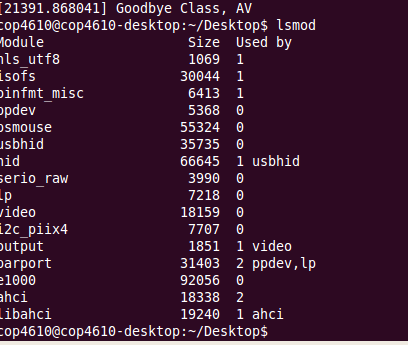 [21391.868041] Goodbye Class, AV
cop4610@cop4610-desktop:~/Desktop$ lsmod
Module Size Used by
nls_utf8 1069 1
isofs 30044 1
binfmt_misc 6413 1
ppdev 5368 0
psmouse 55324 0
usbhid 35735 0
hid 66645 1 usbhid
serio_raw 3990 0
lp 7218 0
video 18159 0
i2c_piix4 7707 0
output 1851 1 video
parport 31403 2 ppdev,lp
e1000 92056 0
ahci 18338 2
libahci 19240 1 ahci
cop4610@cop4610-desktop:~/Desktop$